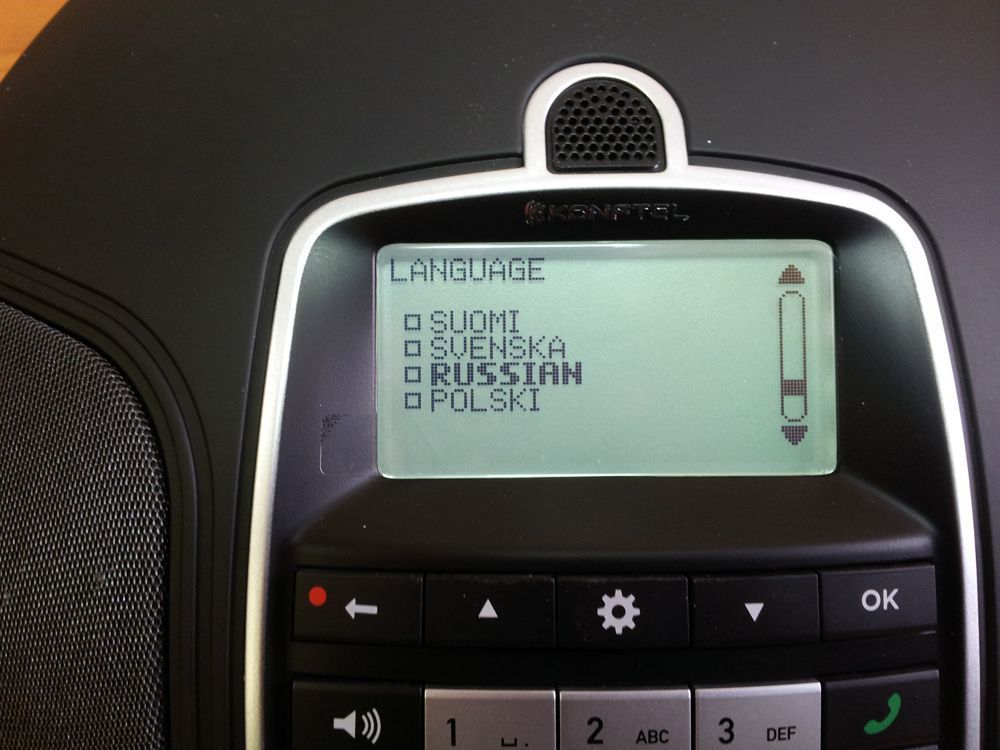 KONFTEL
LANGUAGE
SUOMI
SVENSKA
RUSSIAN
POLSKI
OK
1 ␣.
2 ABC
3 DEF